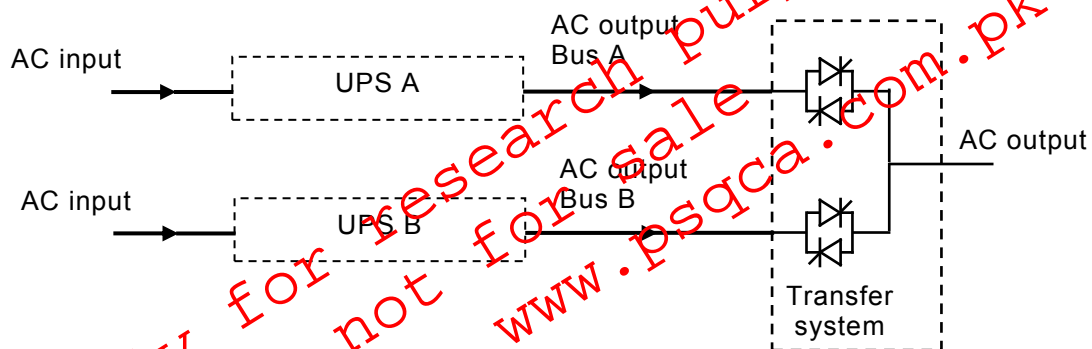 AC input
UPS A
AC output
Bus A
AC input
UPS B
AC output
Bus B
AC output
Transfer
system
for research
not for sale
www.psqca.com.pk